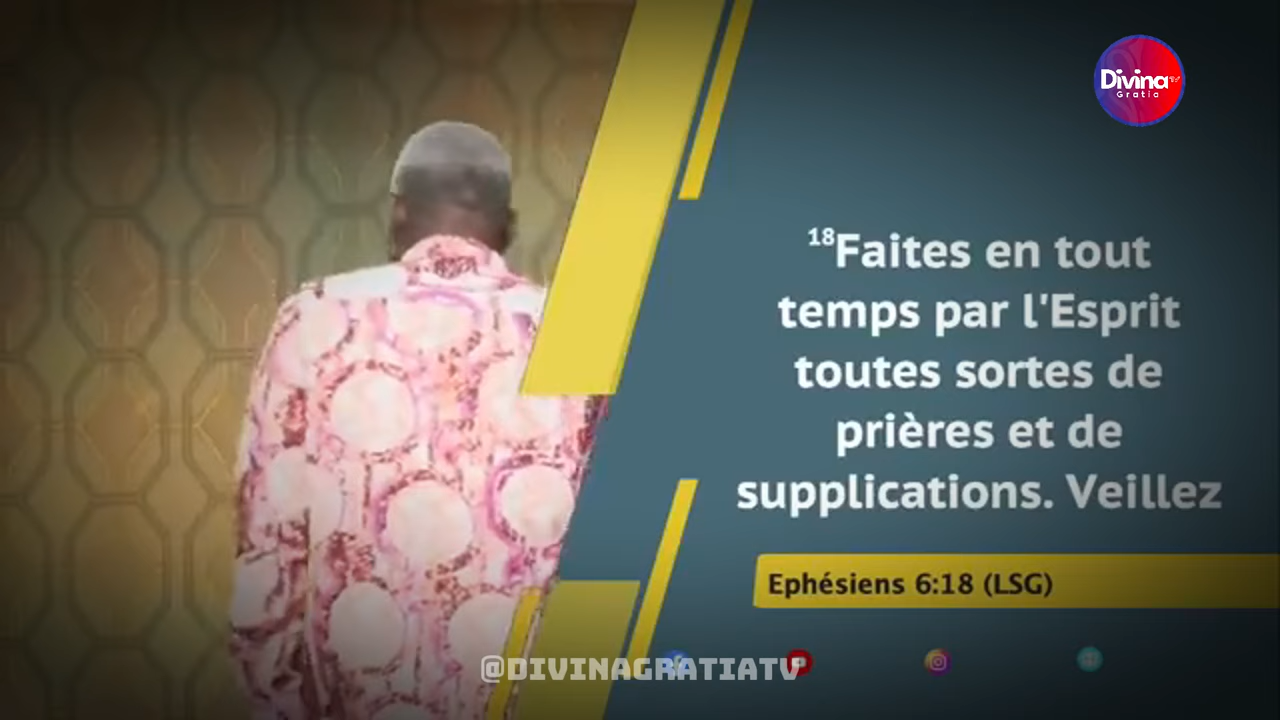 Divina TV
Gratia
18Faites en tout
temps par l'Esprit
toutes sortes de
prières et de
supplications. Veillez
Ephésiens 6:18 (LSG)
@DIVINAGRATIATV